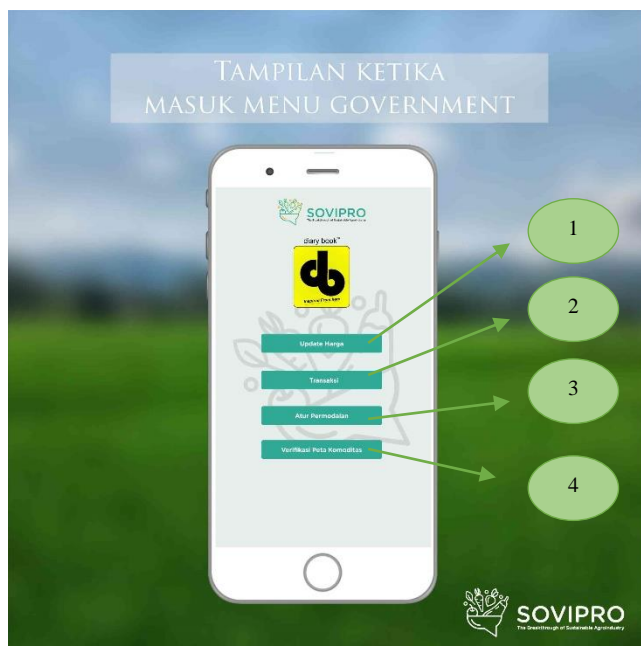 TAMPILAN KETIKA
MASUK MENU GOVERNMENT
SOVIPRO
diary book™
db
Update Harga
Transaksi
Atur Permodalan
Verifikasi Peta Komoditas
1
2
3
4
SOVIPRO
The Breakthrough of Sustainable Agroindustry